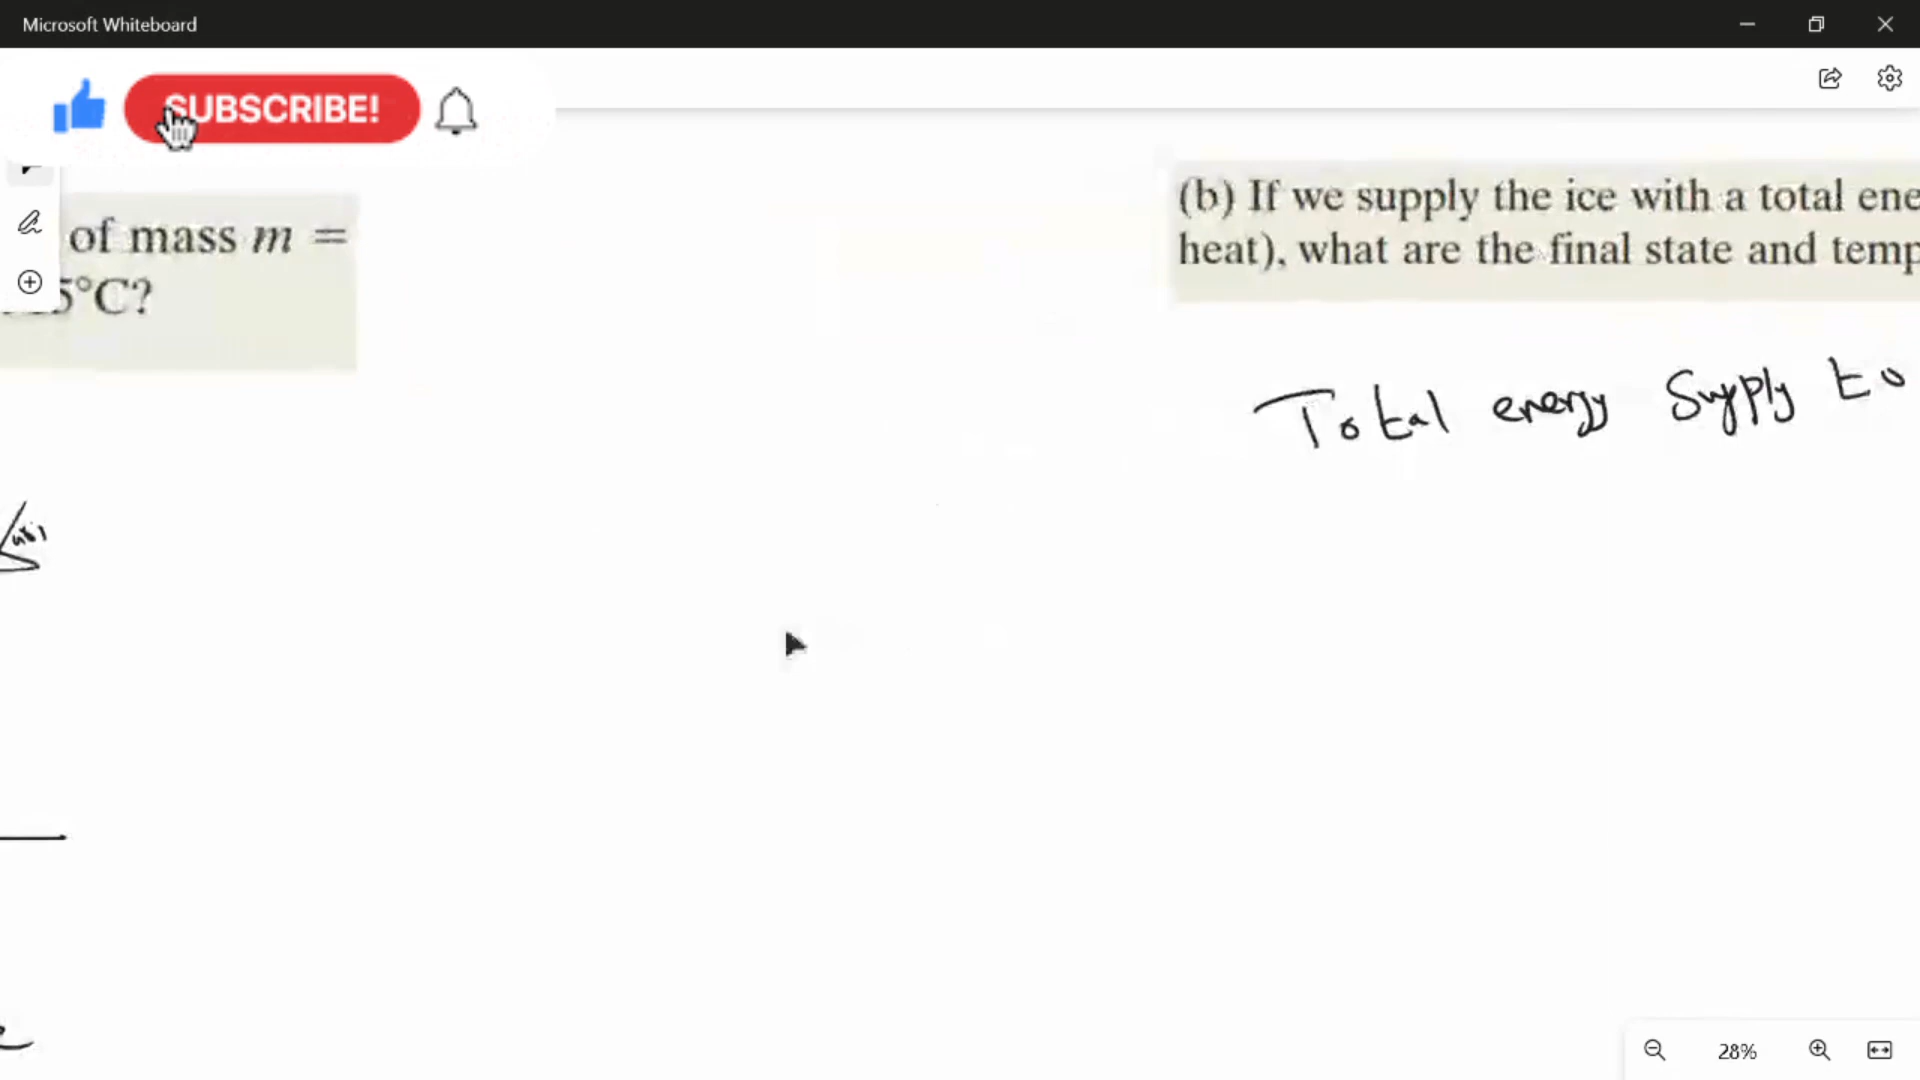 Microsoft Whiteboard
SUBSCRIBE!
of mass m =
5°C?
(b) If we supply the ice with a total ene
heat), what are the final state and temp
Total energy Supply to
28%